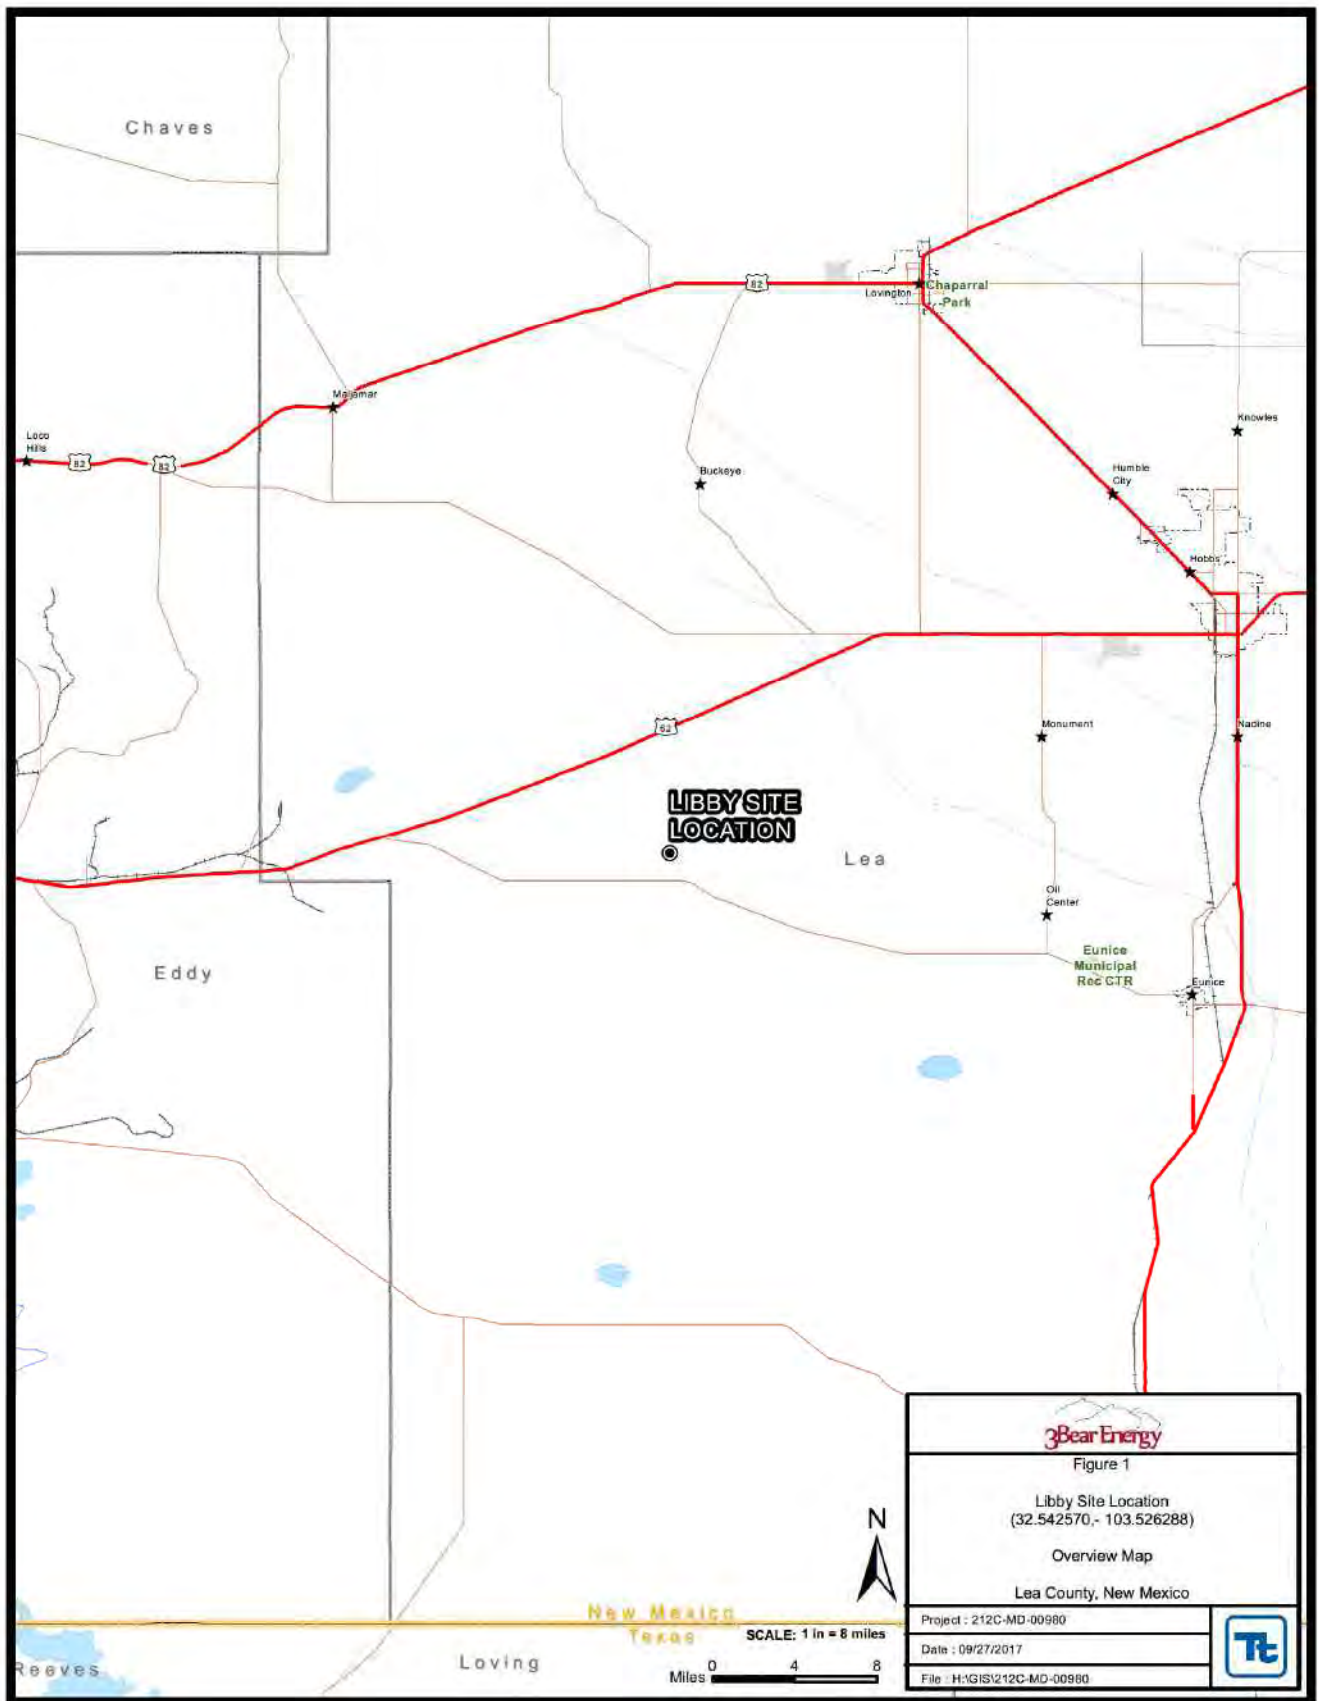 Chaves
82
Lovington
Chaparral
Park
Maljamar
Knowles
Loco
Hills
82
82
Buckeye
Humble
City
Hobbs
62
Monument
Nadine
LIBBY SITE
LOCATION
Lea
Oil
Center
Eddy
Eunice
Municipal
Rec CTR
Eunice
3Bear Energy
Figure 1
Libby Site Location
(32.542570,- 103.526288)
Overview Map
Lea County, New Mexico
Project : 212C-MD-00980
Date : 09/27/2017
File : H:\GIS\212C-MD-00980
Tt
N
New Mexico
Texas
SCALE: 1 in = 8 miles
Miles
0 4 8
Reeves
Loving